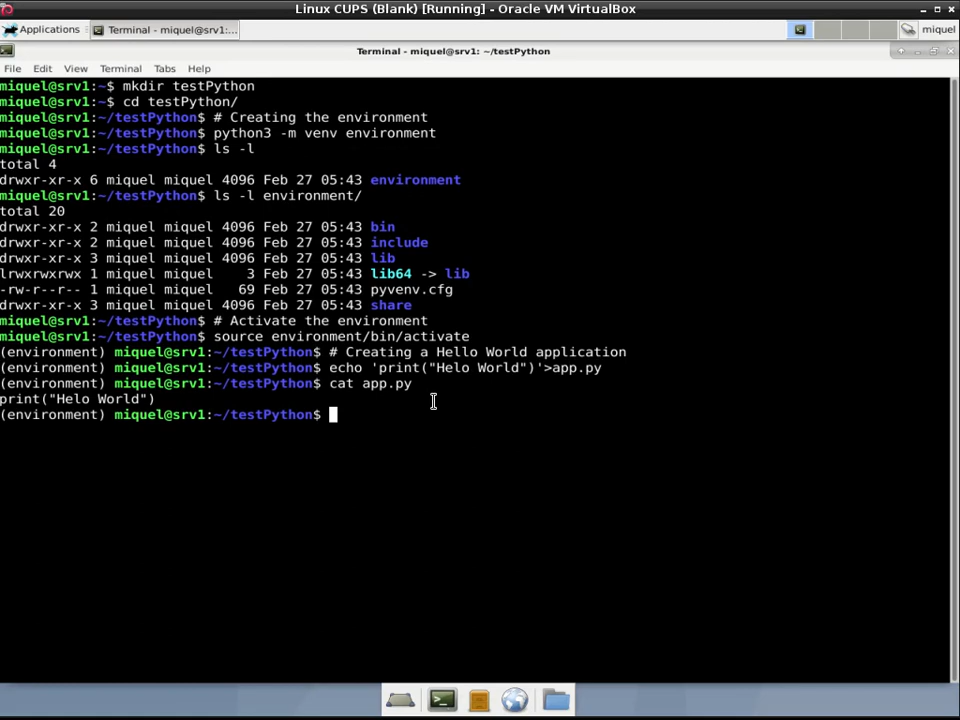 Linux CUPS (Blank) [Running] - Oracle VM VirtualBox
Applications Terminal - miquel@srv1:... miquel
Terminal - miquel@srv1: ~/testPython
File Edit View Terminal Tabs Help
miquel@srv1:~$ mkdir testPython
miquel@srv1:~$ cd testPython/
miquel@srv1:~/testPython$ # Creating the environment
miquel@srv1:~/testPython$ python3 -m venv environment
miquel@srv1:~/testPython$ ls -l
total 4
drwxr-xr-x 6 miquel miquel 4096 Feb 27 05:43 environment
miquel@srv1:~/testPython$ ls -l environment/
total 20
drwxr-xr-x 2 miquel miquel 4096 Feb 27 05:43 bin
drwxr-xr-x 2 miquel miquel 4096 Feb 27 05:43 include
drwxr-xr-x 3 miquel miquel 4096 Feb 27 05:43 lib
lrwxrwxrwx 1 miquel miquel    3 Feb 27 05:43 lib64 -> lib
-rw-r--r-- 1 miquel miquel   69 Feb 27 05:43 pyvenv.cfg
drwxr-xr-x 3 miquel miquel 4096 Feb 27 05:43 share
miquel@srv1:~/testPython$ # Activate the environment
miquel@srv1:~/testPython$ source environment/bin/activate
(environment) miquel@srv1:~/testPython$ # Creating a Hello World application
(environment) miquel@srv1:~/testPython$ echo 'print("Helo World")'>app.py
(environment) miquel@srv1:~/testPython$ cat app.py
print("Helo World")
(environment) miquel@srv1:~/testPython$